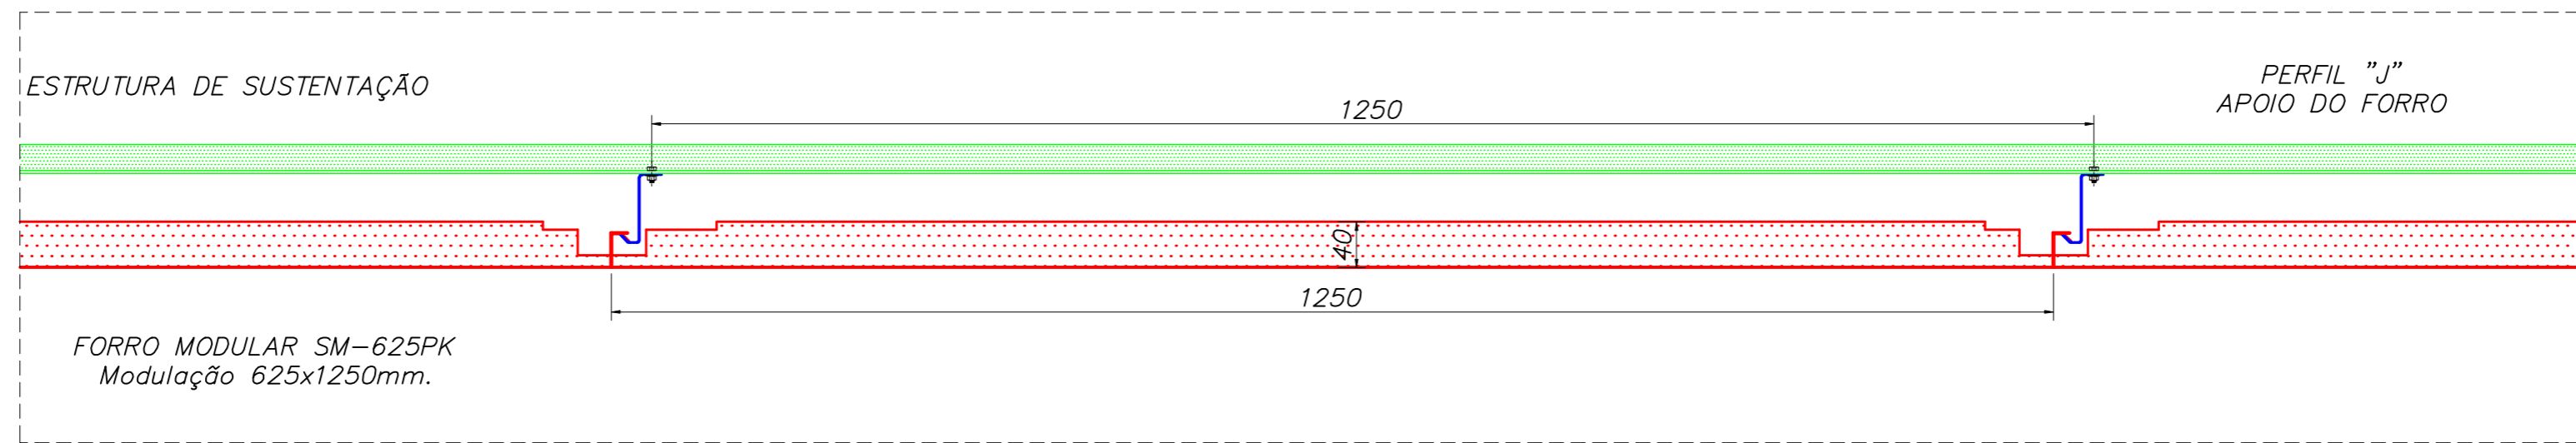 ESTRUTURA DE SUSTENTAÇÃO
PERFIL "J"
APOIO DO FORRO
1250
40
1250
FORRO MODULAR SM-625PK
Modulação 625x1250mm.